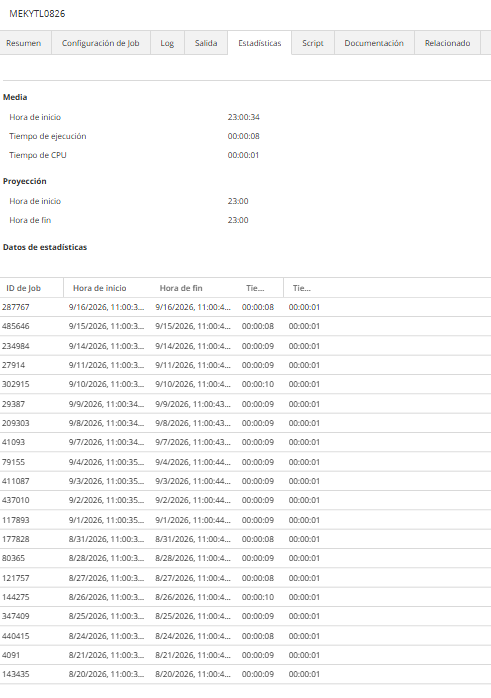 MEKYTL0826
Resumen Configuración de Job Log Salida Estadísticas Script Documentación Relacionado
Media
Hora de inicio 23:00:34
Tiempo de ejecución 00:00:08
Tiempo de CPU 00:00:01
Proyección
Hora de inicio 23:00
Hora de fin 23:00
Datos de estadísticas
ID de Job Hora de inicio Hora de fin Tie... Tie...
287767 9/16/2026, 11:00:3... 9/16/2026, 11:00:4... 00:00:08 00:00:01
485646 9/15/2026, 11:00:3... 9/15/2026, 11:00:4... 00:00:08 00:00:01
234984 9/14/2026, 11:00:3... 9/14/2026, 11:00:4... 00:00:09 00:00:01
27914 9/11/2026, 11:00:3... 9/11/2026, 11:00:4... 00:00:09 00:00:01
302915 9/10/2026, 11:00:3... 9/10/2026, 11:00:4... 00:00:10 00:00:01
29387 9/9/2026, 11:00:34... 9/9/2026, 11:00:43... 00:00:09 00:00:01
209303 9/8/2026, 11:00:34... 9/8/2026, 11:00:43... 00:00:09 00:00:01
41093 9/7/2026, 11:00:34... 9/7/2026, 11:00:43... 00:00:09 00:00:01
79155 9/4/2026, 11:00:35... 9/4/2026, 11:00:44... 00:00:09 00:00:01
411087 9/3/2026, 11:00:35... 9/3/2026, 11:00:44... 00:00:09 00:00:01
437010 9/2/2026, 11:00:35... 9/2/2026, 11:00:44... 00:00:09 00:00:01
117893 9/1/2026, 11:00:35... 9/1/2026, 11:00:44... 00:00:09 00:00:01
177828 8/31/2026, 11:00:3... 8/31/2026, 11:00:4... 00:00:08 00:00:01
80365 8/28/2026, 11:00:3... 8/28/2026, 11:00:4... 00:00:09 00:00:01
121757 8/27/2026, 11:00:3... 8/27/2026, 11:00:4... 00:00:08 00:00:01
144275 8/26/2026, 11:00:3... 8/26/2026, 11:00:4... 00:00:10 00:00:01
347409 8/25/2026, 11:00:3... 8/25/2026, 11:00:4... 00:00:09 00:00:01
440415 8/24/2026, 11:00:3... 8/24/2026, 11:00:4... 00:00:08 00:00:01
4091 8/21/2026, 11:00:3... 8/21/2026, 11:00:4... 00:00:09 00:00:01
143435 8/20/2026, 11:00:3... 8/20/2026, 11:00:4... 00:00:09 00:00:01